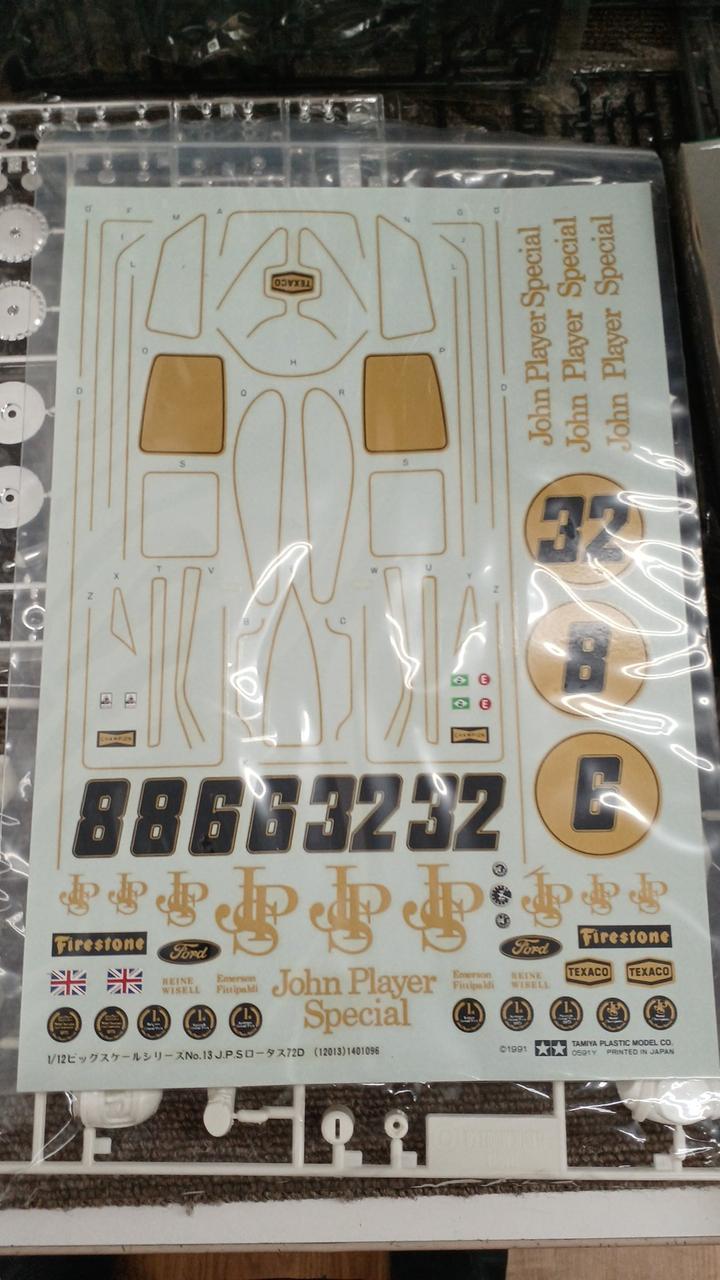 G F M A N G G
I J
L L
TEXACO
John Player Special
John Player Special
John Player Special
H
O P
D Q R D
S S
32
X T V W U Y
Z Z
8
B C
E
E
CHAMPION
CHAMPION
6
8 8 6 6 32 32
JPS JPS JPS JPS JPS JPS JPS JPS JPS
Firestone Ford Ford Firestone
REINE WISELL
Emerson Fittipaldi
John Player
Special
Emerson Fittipaldi
REINE WISELL
TEXACO TEXACO
1/12ビッグスケールシリーズNo.13 J.P.Sロータス72D (12013)1401096
©1991 TAMIYA PLASTIC MODEL CO.
0591Y PRINTED IN JAPAN